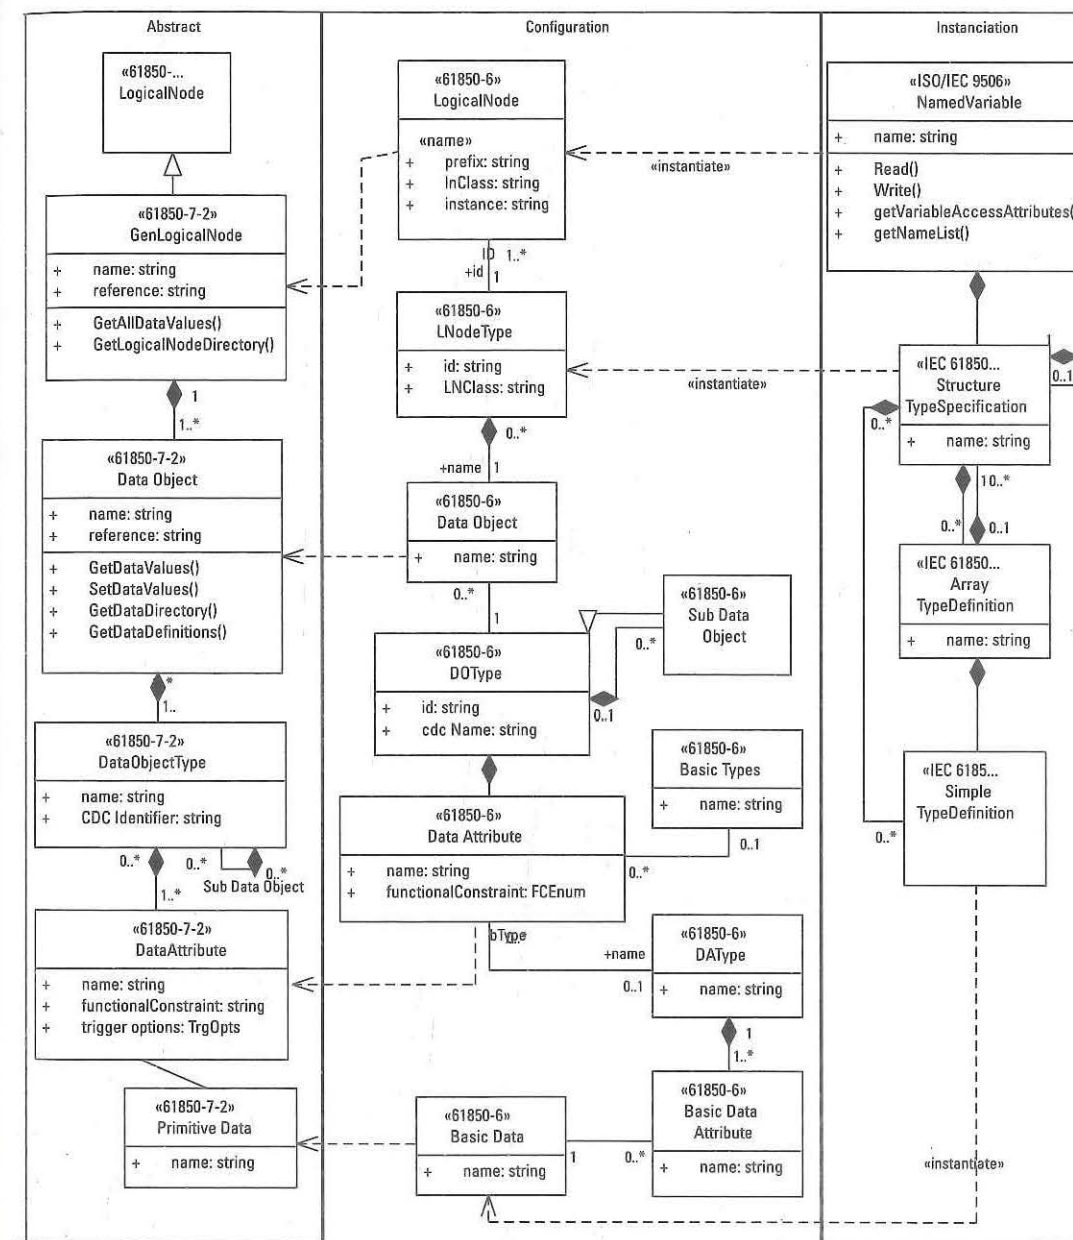 Abstract
«61850-...
LogicalNode
«61850-7-2»
GenLogicalNode
+ name: string
+ reference: string
+ GetAllDataValues()
+ GetLogicalNodeDirectory()
1
1..*
«61850-7-2»
Data Object
+ name: string
+ reference: string
+ GetDataValues()
+ SetDataValues()
+ GetDataDirectory()
+ GetDataDefinitions()
*
1..
«61850-7-2»
DataObjectType
+ name: string
+ CDC Identifier: string
0..* 0..* 0..*
Sub Data Object
1..*
«61850-7-2»
DataAttribute
+ name: string
+ functionalConstraint: string
+ trigger options: TrgOpts
«61850-7-2»
Primitive Data
+ name: string
Configuration
«61850-6»
LogicalNode
«name»
+ prefix: string
+ lnClass: string
+ instance: string
ID 1..*
+id 1
«61850-6»
LNodeType
+ id: string
+ LNClass: string
0..*
+name 1
«61850-6»
Data Object
+ name: string
0..*
1
«61850-6»
Sub Data
Object
0..*
«61850-6»
DOType
+ id: string
+ cdc Name: string
0..1
«61850-6»
Basic Types
+ name: string
0..1
«61850-6»
Data Attribute
+ name: string
+ functionalConstraint: FCEnum
0..*
bType
0..*
+name
0..1
«61850-6»
DAType
+ name: string
1
1..*
«61850-6»
Basic Data
Attribute
+ name: string
«61850-6»
Basic Data
+ name: string
1 0..*
Instanciation
«ISO/IEC 9506»
NamedVariable
+ name: string
+ Read()
+ Write()
+ getVariableAccessAttributes(
+ getNameList()
«instantiate»
1
0..1
«IEC 61850...
Structure
TypeSpecification
+ name: string
«instantiate»
0..*
10..*
0..* 0..1
«IEC 61850...
Array
TypeDefinition
+ name: string
«IEC 6185...
Simple
TypeDefinition
0..*
«instantiate»